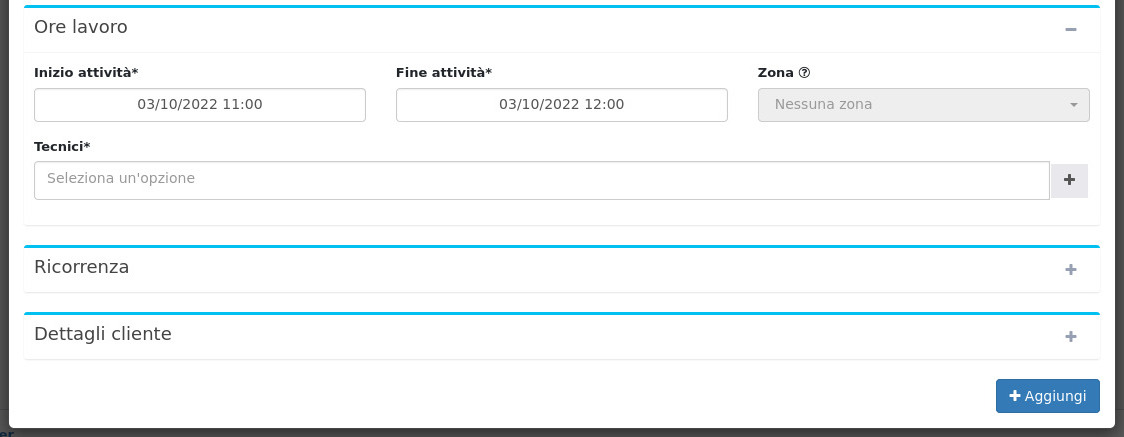 Ore lavoro
Inizio attività* Fine attività* Zona
03/10/2022 11:00 03/10/2022 12:00 Nessuna zona
Tecnici*
Seleziona un'opzione
Ricorrenza
Dettagli cliente
Aggiungi
er